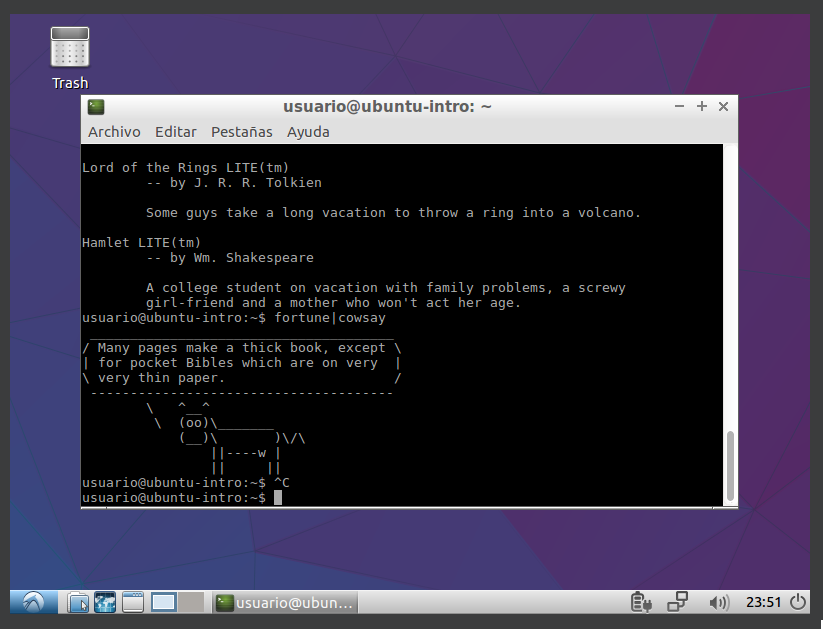 Trash
usuario@ubuntu-intro: ~
Archivo Editar Pestañas Ayuda
Lord of the Rings LITE(tm)
        -- by J. R. R. Tolkien
        Some guys take a long vacation to throw a ring into a volcano.
Hamlet LITE(tm)
        -- by Wm. Shakespeare
        A college student on vacation with family problems, a screwy
        girl-friend and a mother who won't act her age.
usuario@ubuntu-intro:~$ fortune|cowsay
 ______________________________________
/ Many pages make a thick book, except \
| for pocket Bibles which are on very  |
\ very thin paper.                     /
 --------------------------------------
        \   ^__^
         \  (oo)\_______
            (__)\       )\/\
                ||----w |
                ||     ||
usuario@ubuntu-intro:~$ ^C
usuario@ubuntu-intro:~$
usuario@ubun...
23:51